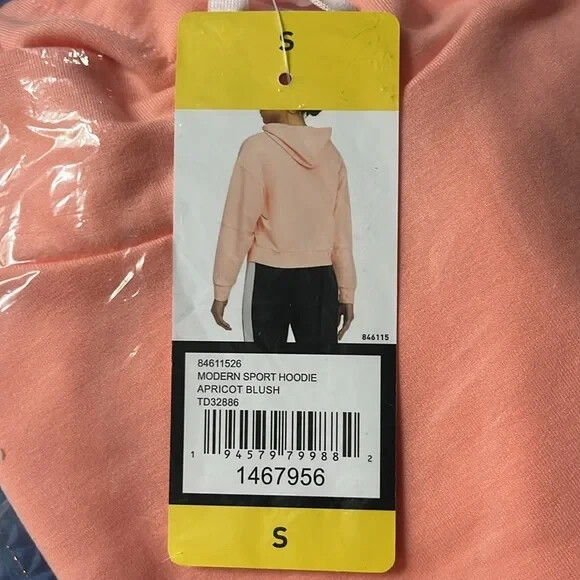 S
846115
84611526
MODERN SPORT HOODIE
APRICOT BLUSH
TD32886
1 94579 79988 2
1467956
S